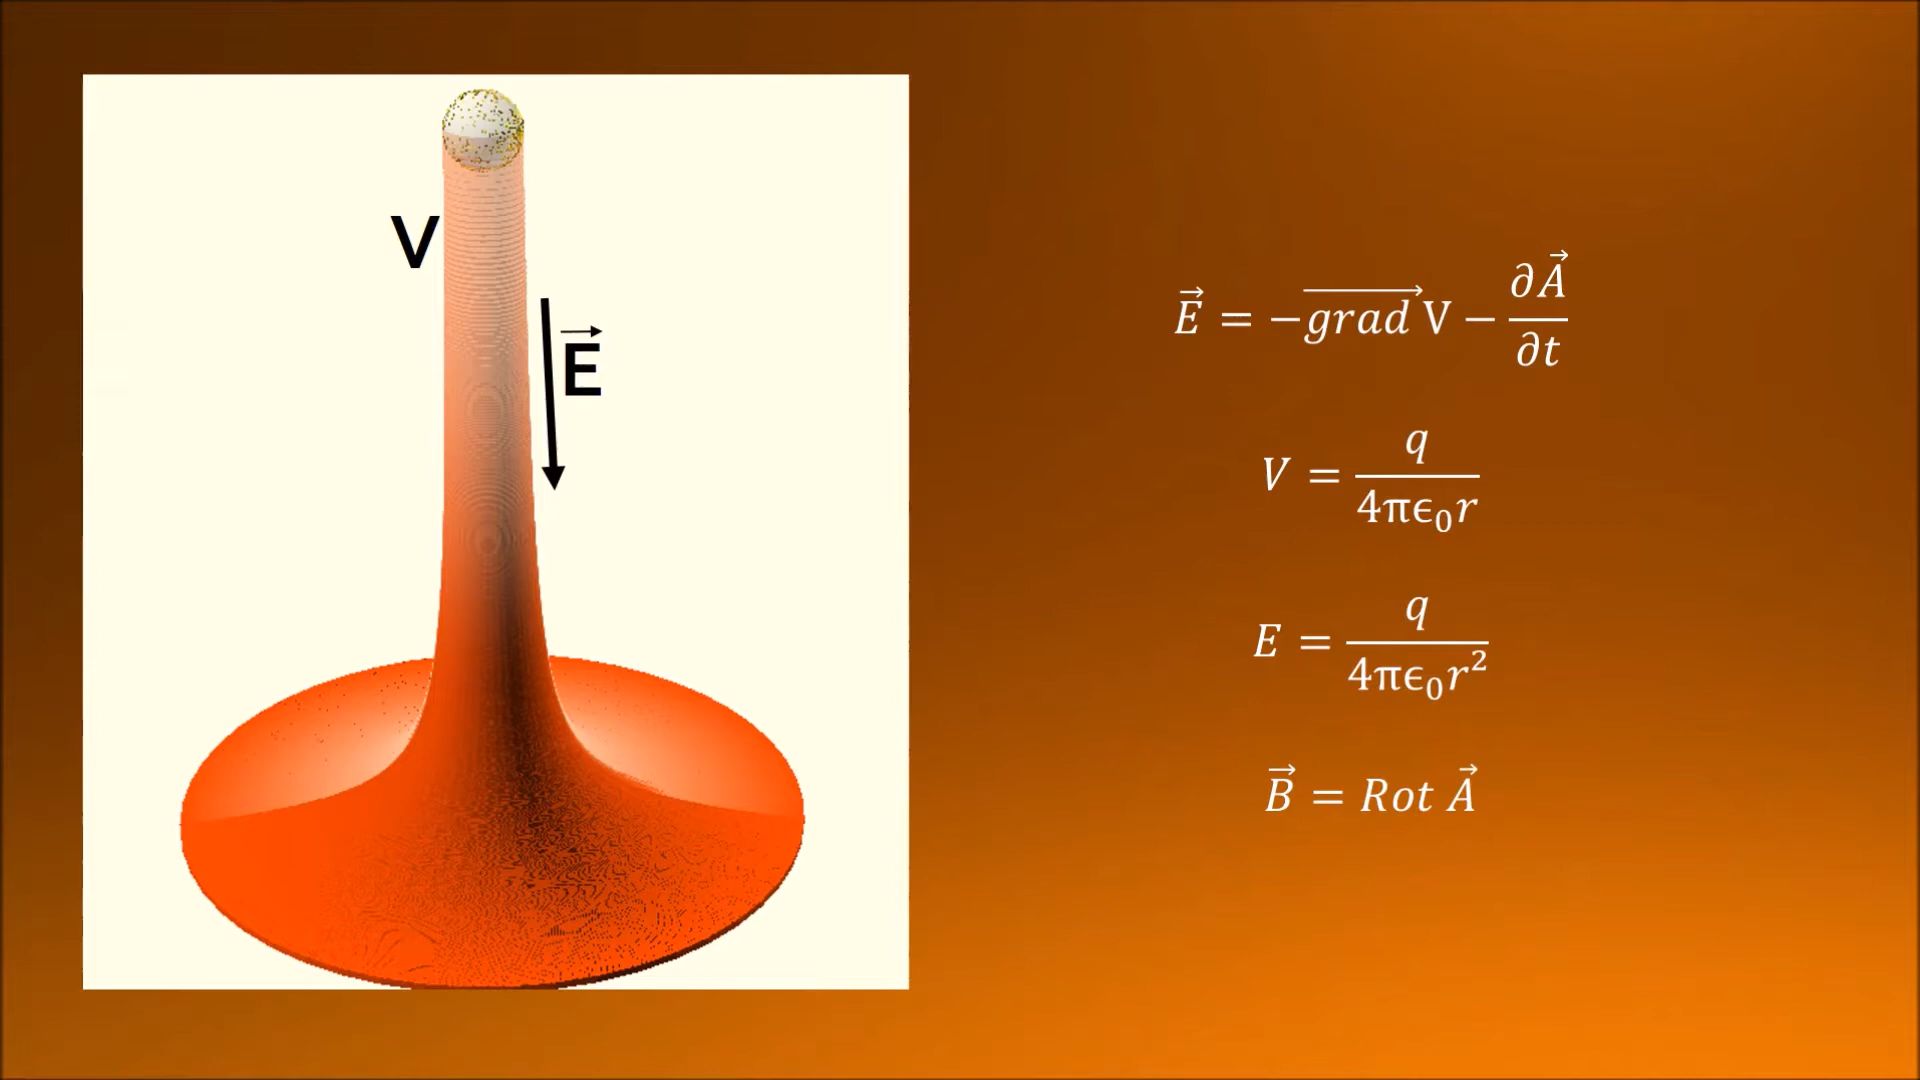 V
E⃗
E⃗ = −grad⃗ V − ∂A⃗/∂t
V = q/4πϵ₀r
E = q/4πϵ₀r²
B⃗ = Rot A⃗